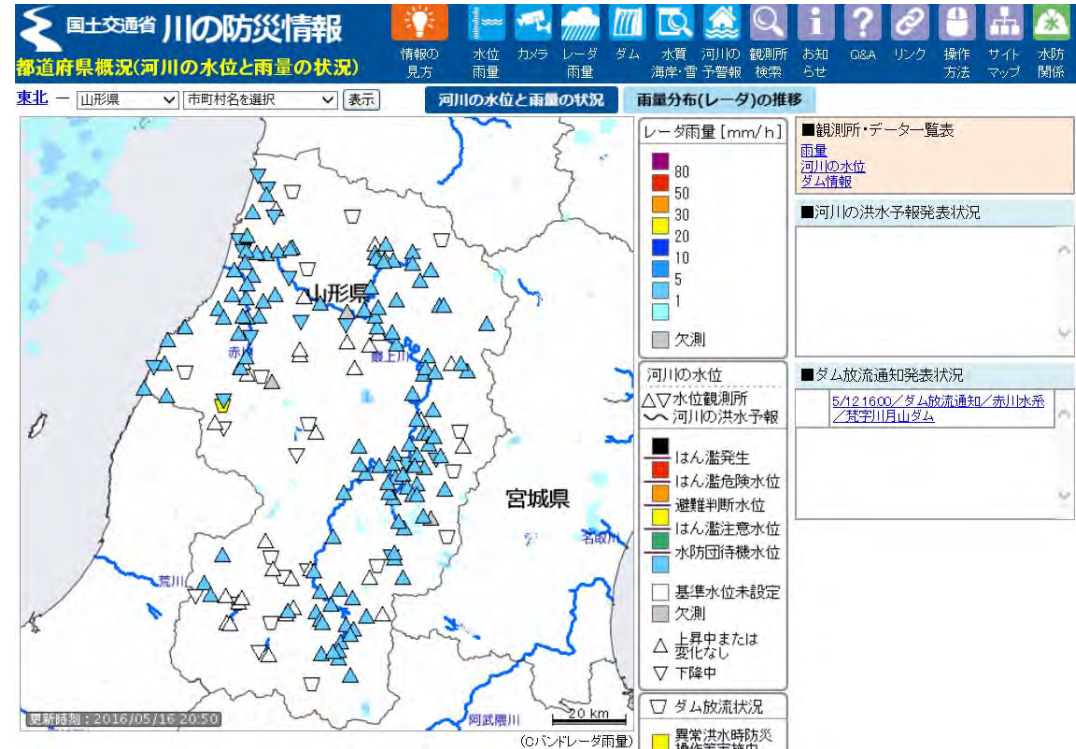 国土交通省 川の防災情報
都道府県概況(河川の水位と雨量の状況)
情報の見方
水位雨量
カメラ
レーダ雨量
ダム
水質海岸・雪
河川の予警報
観測所検索
お知らせ
Q&A
リンク
操作方法
サイトマップ
水防関係
東北 - 山形県 市町村名を選択 表示
河川の水位と雨量の状況
雨量分布(レーダ)の推移
山形県
赤川
最上川
宮城県
名取川
荒川
阿武隈川
更新時刻:2016/05/16 20:50
20 km
(Cバンドレーダ雨量)
レーダ雨量 [mm/h]
80
50
30
20
10
5
1
欠測
河川の水位
△▽水位観測所
河川の洪水予報
はん濫発生
はん濫危険水位
避難判断水位
はん濫注意水位
水防団待機水位
基準水位未設定
欠測
△ 上昇中または
変化なし
▽ 下降中
ダム放流状況
異常洪水時防災
操作等実施中
■観測所・データ一覧表
雨量
河川の水位
ダム情報
■河川の洪水予報発表状況
■ダム放流通知発表状況
5/12 16:00/ダム放流通知/赤川水系
/梵字川月山ダム